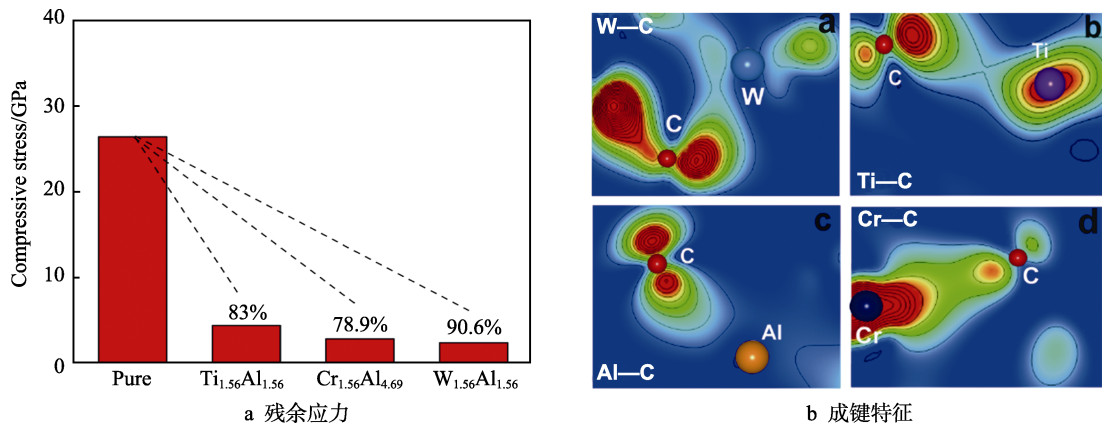 Compressive stress/GPa
40
30
20
10
0
83%
78.9%
90.6%
Pure
Ti1.56Al1.56
Cr1.56Al4.69
W1.56Al1.56
a 残余应力
W—C
a
W
C
b
Ti
C
Ti—C
c
C
Al
Al—C
Cr—C
d
C
Cr
b 成键特征